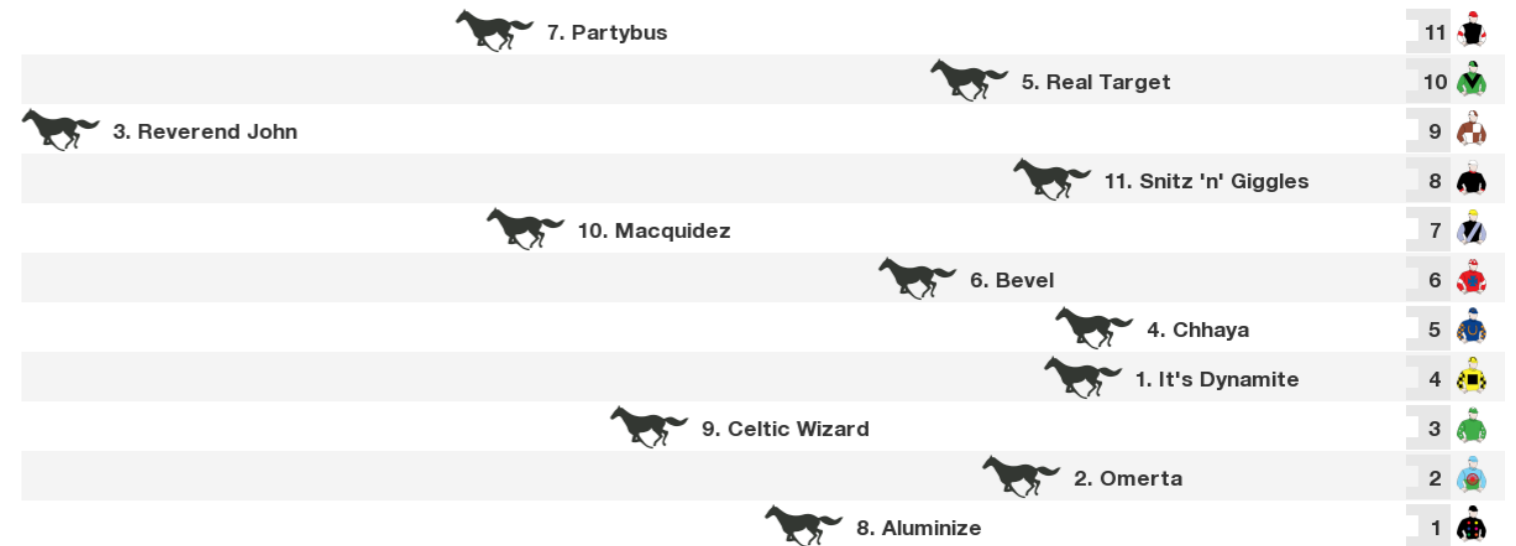 7. Partybus 11
5. Real Target 10
3. Reverend John 9
11. Snitz 'n' Giggles 8
10. Macquidez 7
6. Bevel 6
4. Chhaya 5
1. It's Dynamite 4
9. Celtic Wizard 3
2. Omerta 2
8. Aluminize 1